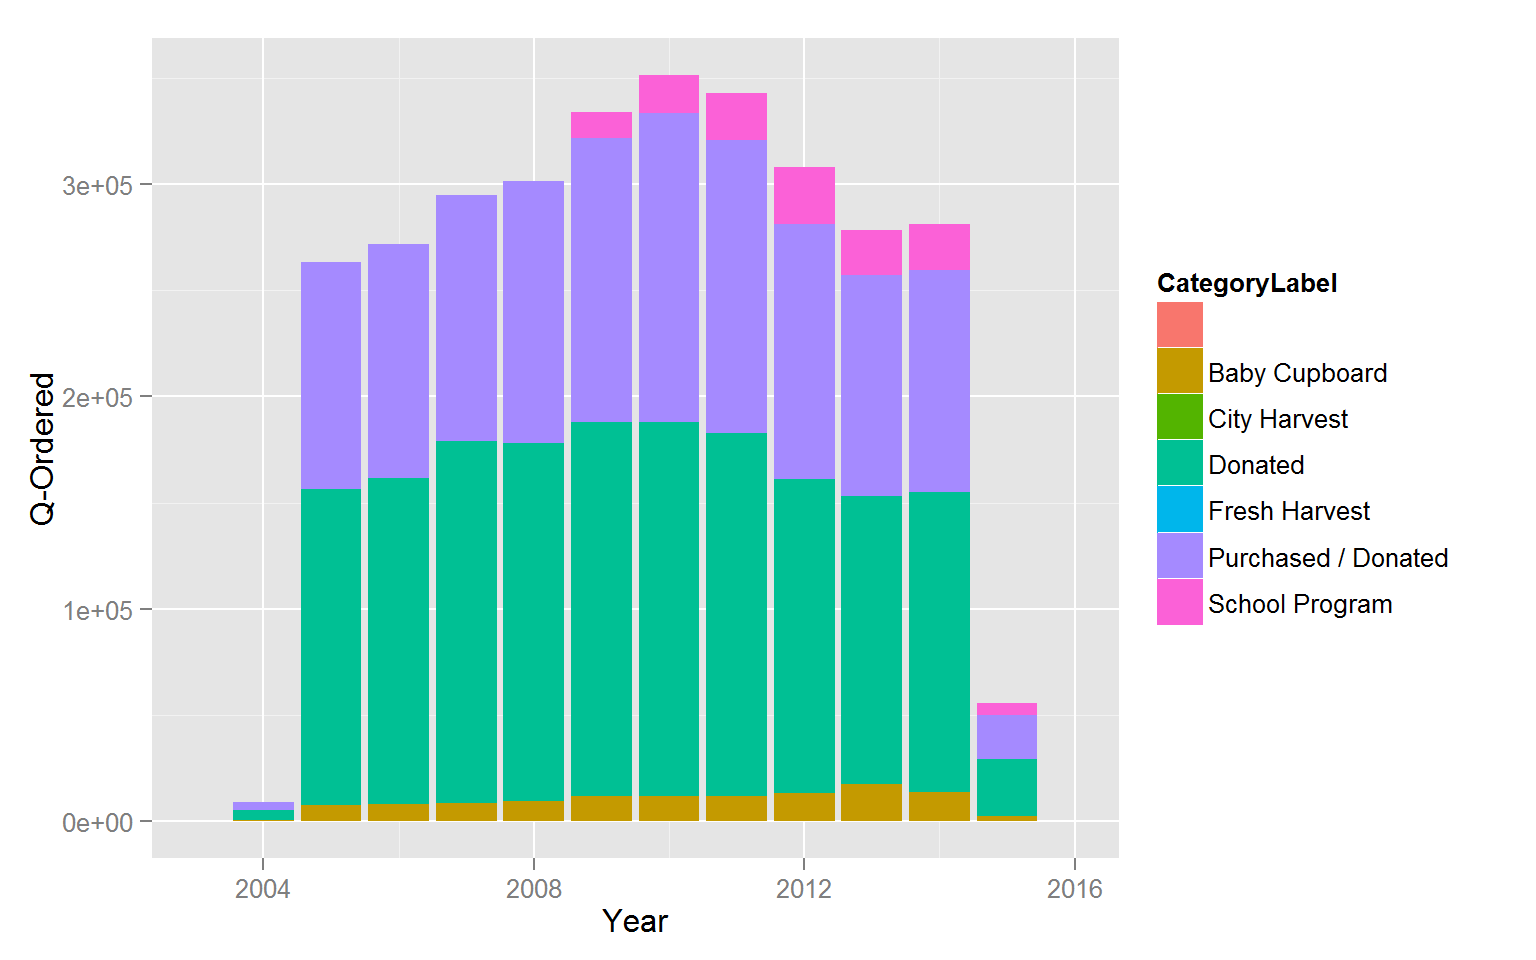 3e+05
2e+05
1e+05
0e+00
Q-Ordered
2004 2008 2012 2016
Year
CategoryLabel
Baby Cupboard
City Harvest
Donated
Fresh Harvest
Purchased / Donated
School Program